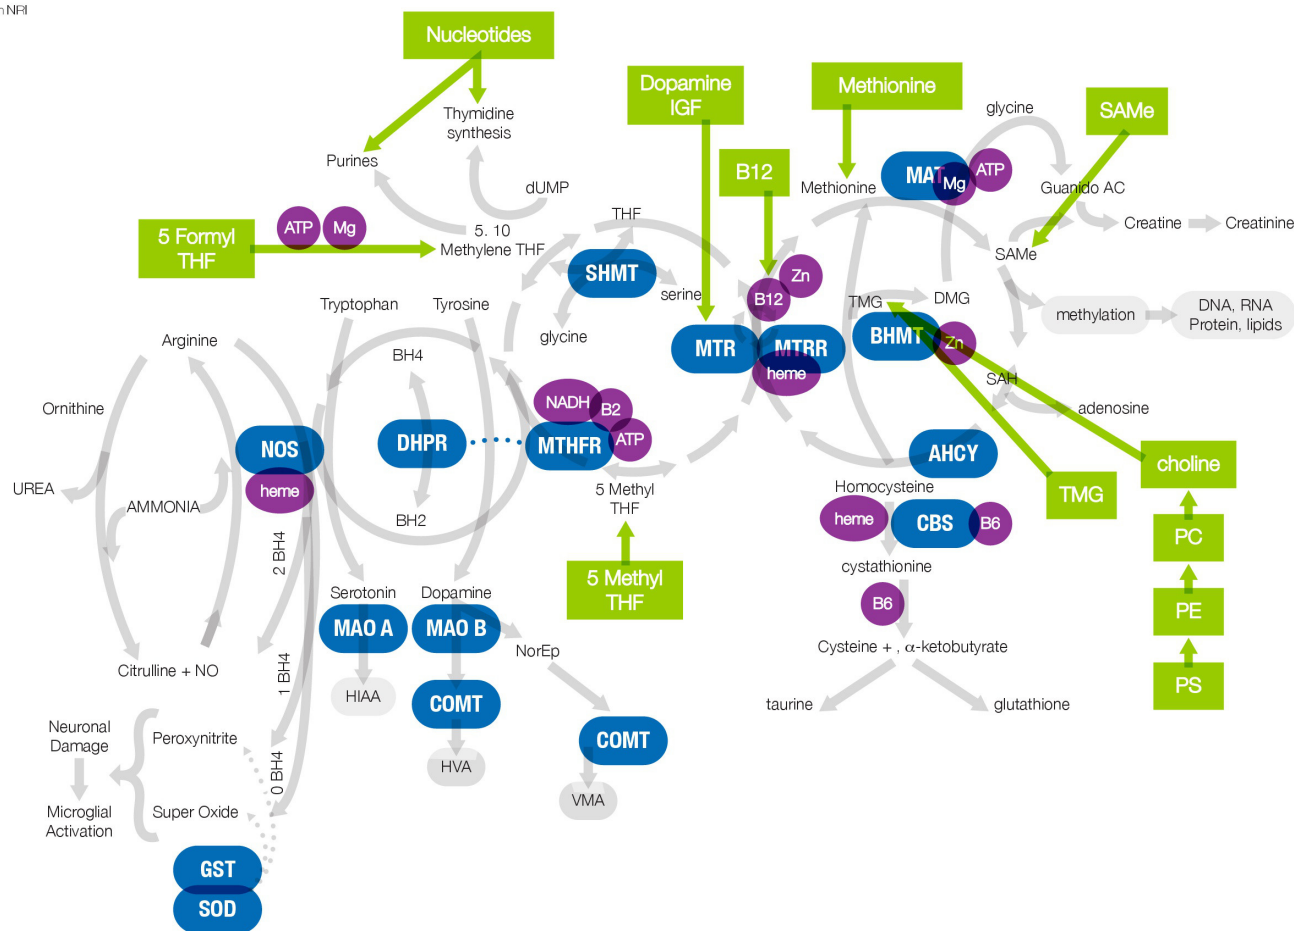 n NRI
Nucleotides
Dopamine
IGF
Methionine
SAMe
glycine
Thymidine
synthesis
Purines
B12
MAT
Mg
ATP
Methionine
Guanido AC
dUMP
THF
Creatine
Creatinine
5 Formyl
THF
ATP
Mg
5. 10
Methylene THF
SAMe
SHMT
serine
Zn
B12
TMG
DMG
methylation
DNA, RNA
Protein, lipids
Tryptophan
Tyrosine
glycine
Arginine
BH4
MTR
MTRR
heme
BHMT
Zn
SAH
adenosine
Ornithine
NADH
B2
ATP
NOS
heme
DHPR
MTHFR
AHCY
choline
UREA
AMMONIA
5 Methyl
THF
Homocysteine
TMG
BH2
heme
CBS
B6
PC
2 BH4
cystathionine
5 Methyl
THF
Serotonin
Dopamine
B6
PE
MAO A
MAO B
NorEp
Cysteine + , α-ketobutyrate
Citrulline + NO
1 BH4
HIAA
COMT
taurine
glutathione
PS
Neuronal
Damage
Peroxynitrite
COMT
0 BH4
HVA
VMA
Microglial
Activation
Super Oxide
GST
SOD